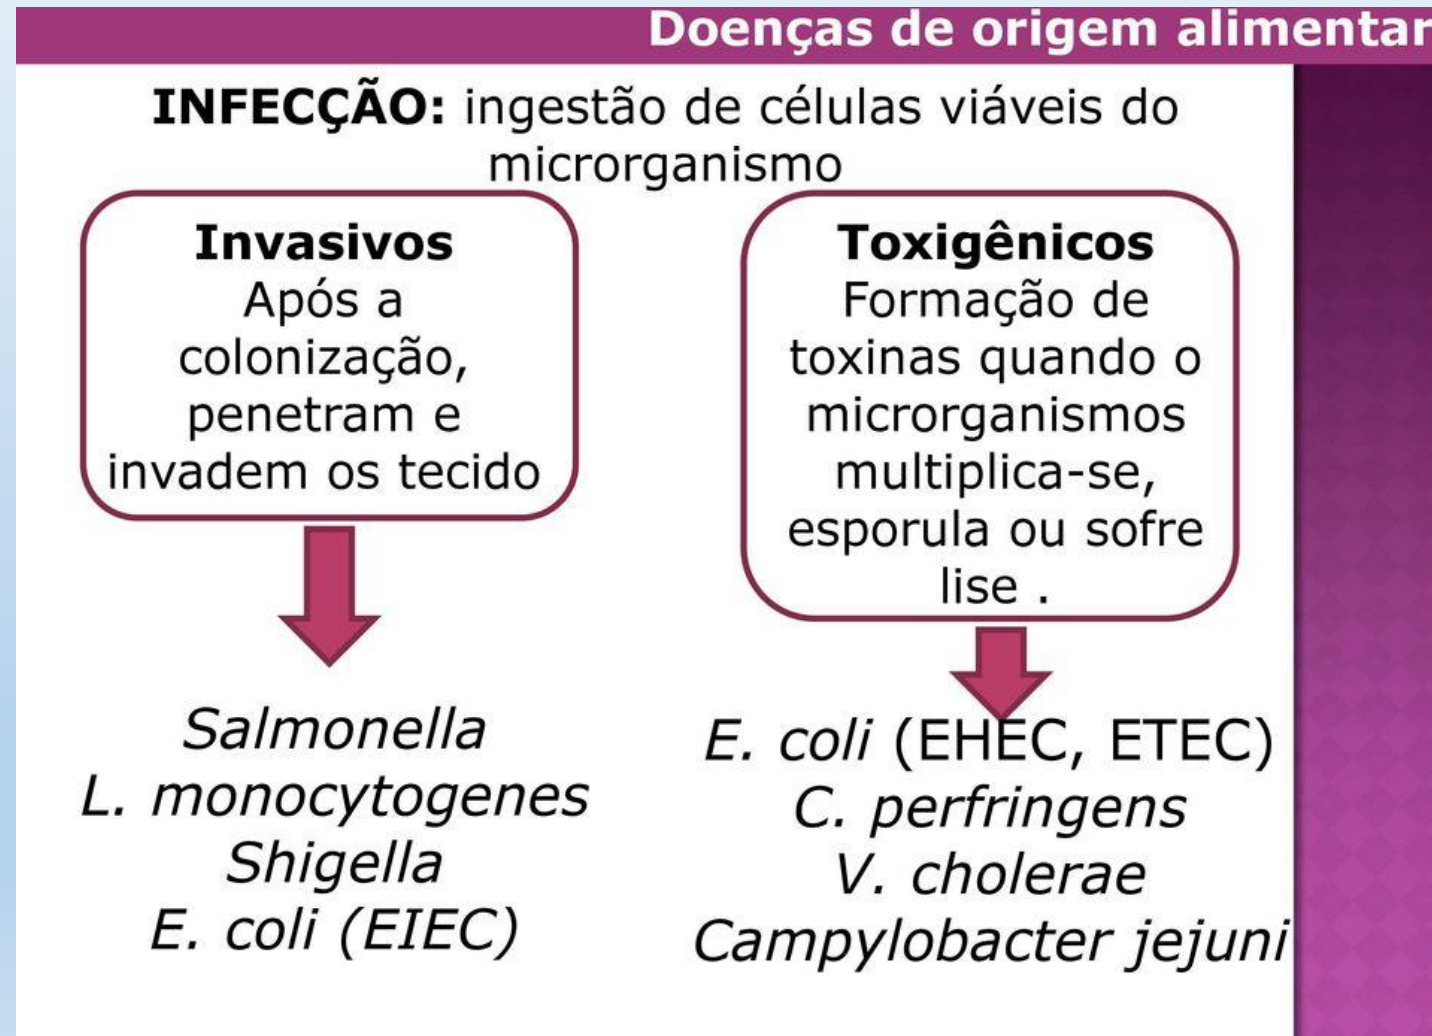 Doenças de origem alimentar
INFECÇÃO: ingestão de células viáveis do
microrganismo
Invasivos
Após a
colonização,
penetram e
invadem os tecido
Salmonella
L. monocytogenes
Shigella
E. coli (EIEC)
Toxigênicos
Formação de
toxinas quando o
microrganismos
multiplica-se,
esporula ou sofre
lise .
E. coli (EHEC, ETEC)
C. perfringens
V. cholerae
Campylobacter jejuni